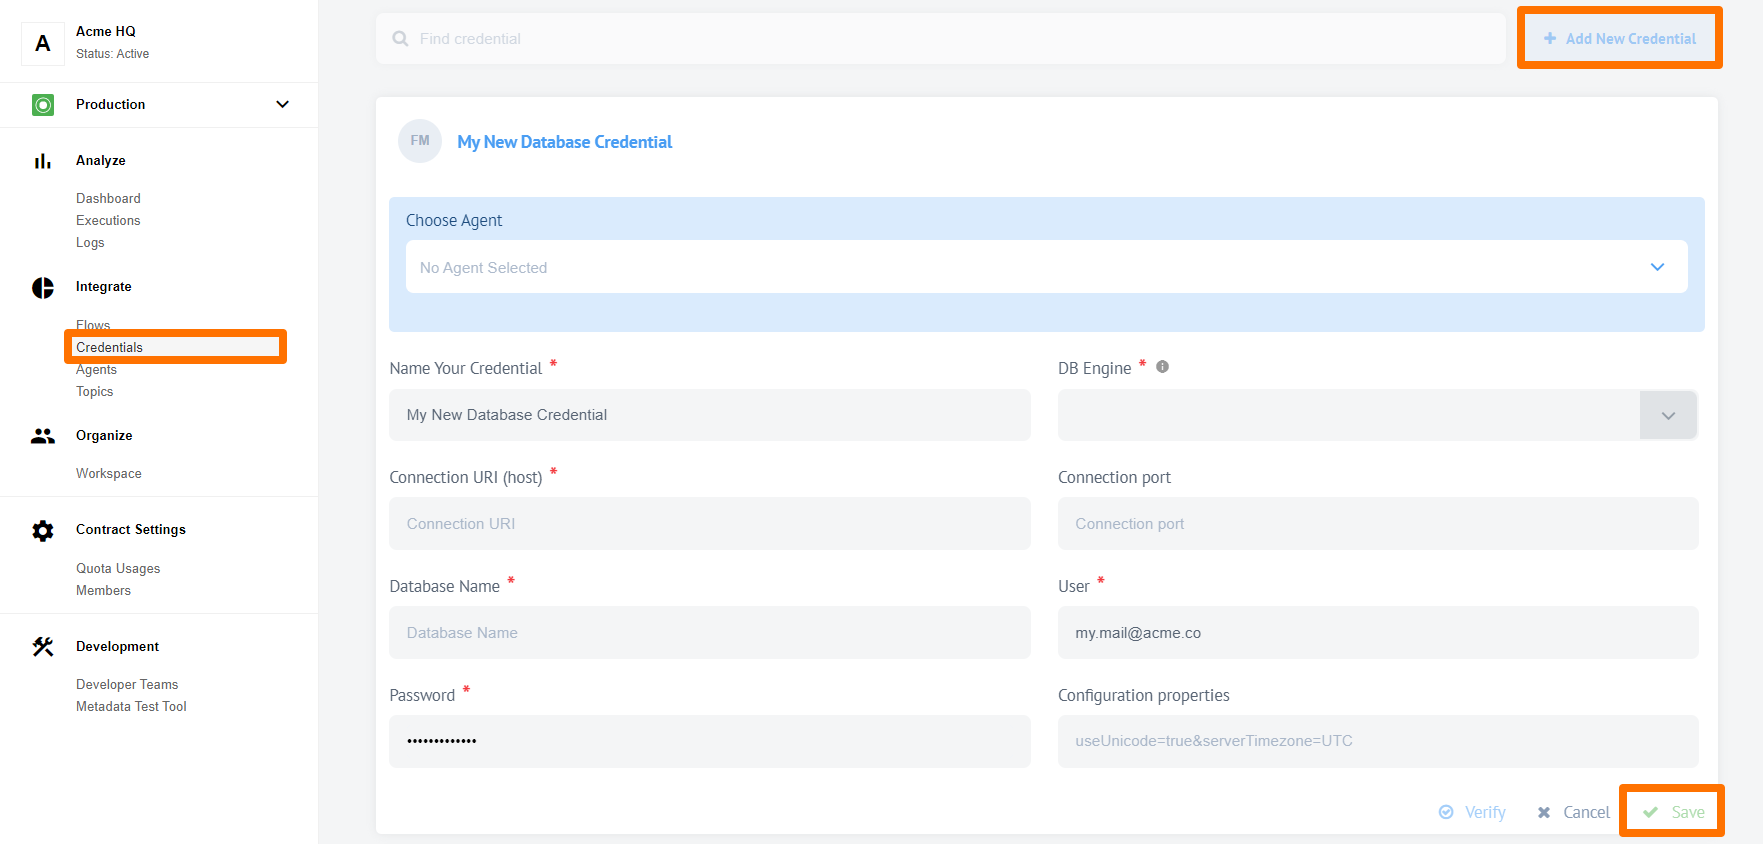 A
Acme HQ
Status: Active
Production
Analyze
Dashboard
Executions
Logs
Integrate
Flows
Credentials
Agents
Topics
Organize
Workspace
Contract Settings
Quota Usages
Members
Development
Developer Teams
Metadata Test Tool
Find credential
+ Add New Credential
FM
My New Database Credential
Choose Agent
No Agent Selected
Name Your Credential *
My New Database Credential
DB Engine *
Connection URI (host) *
Connection URI
Connection port
Connection port
Database Name *
Database Name
User *
my.mail@acme.co
Password *
•••••••••••••
Configuration properties
useUnicode=true&serverTimezone=UTC
Verify
Cancel
Save